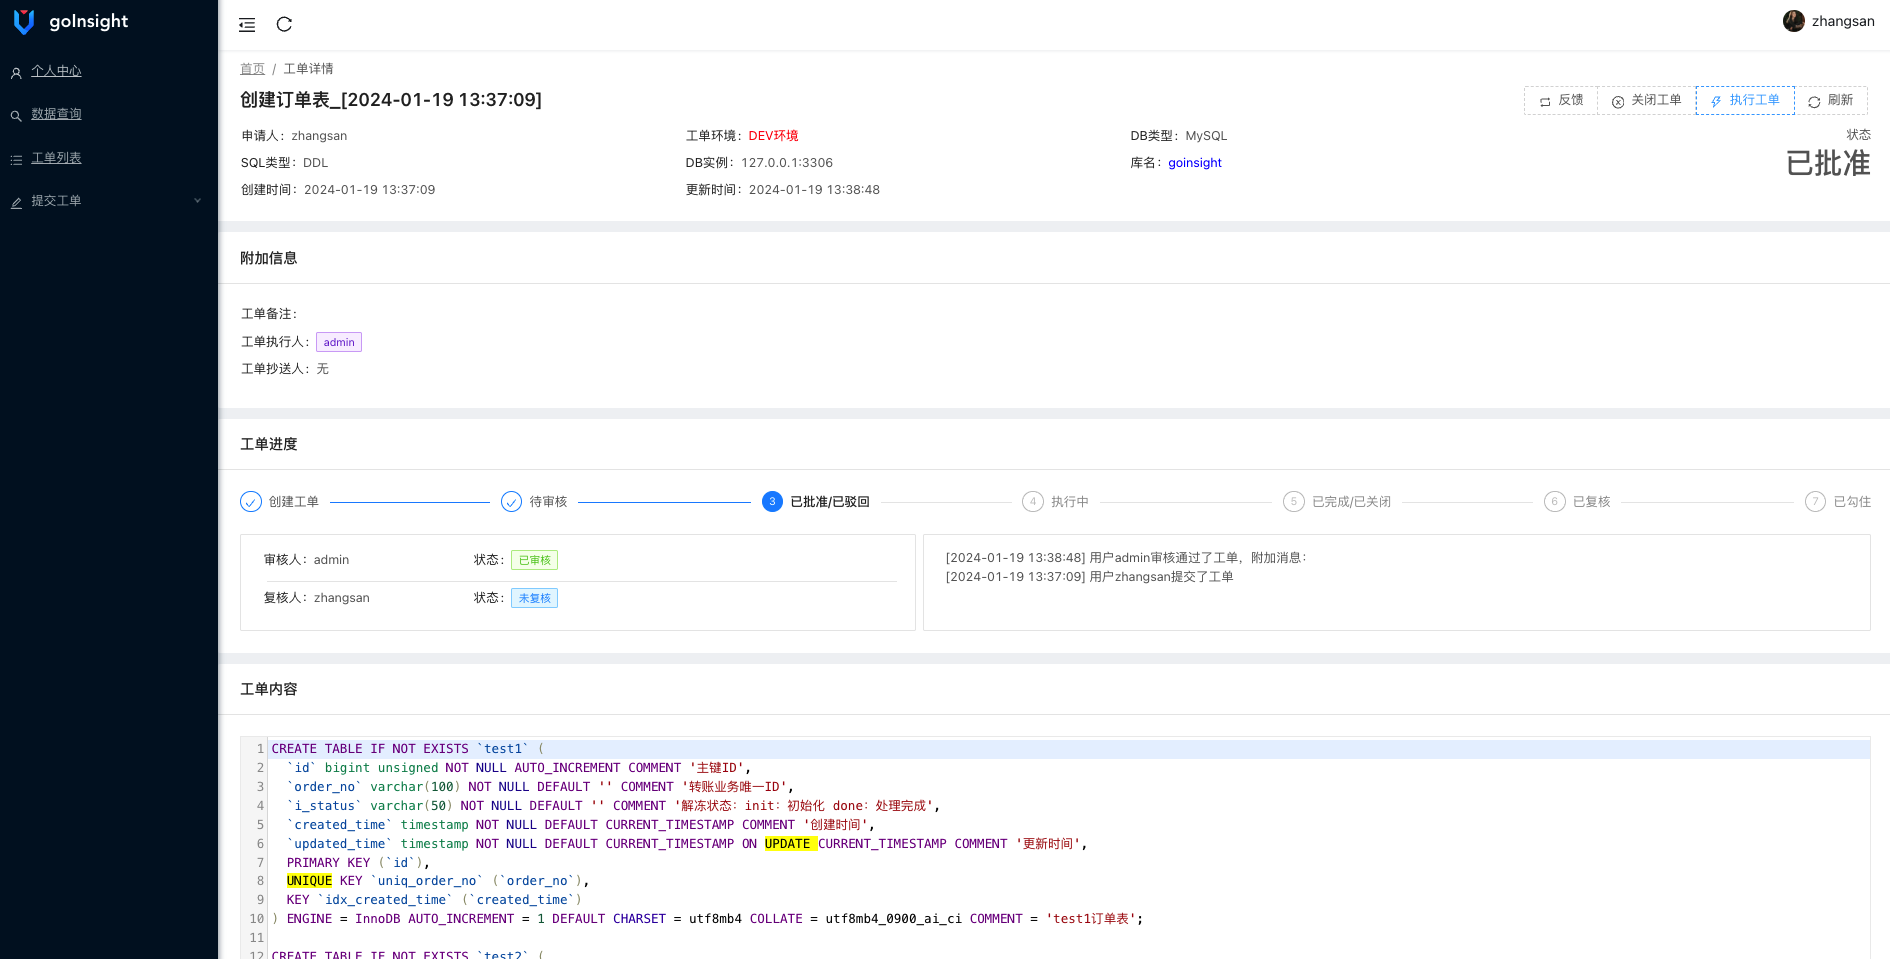 goInsight
zhangsan
个人中心
数据查询
工单列表
提交工单
首页 / 工单详情
创建订单表_[2024-01-19 13:37:09]
反馈 关闭工单 执行工单 刷新
申请人：zhangsan 工单环境：DEV环境 DB类型：MySQL
SQL类型：DDL DB实例：127.0.0.1:3306 库名：goinsight
创建时间：2024-01-19 13:37:09 更新时间：2024-01-19 13:38:48
状态
已批准
附加信息
工单备注：
工单执行人：admin
工单抄送人：无
工单进度
创建工单 待审核 3 已批准/已驳回 4 执行中 5 已完成/已关闭 6 已复核 7 已勾住
审核人：admin 状态：已审核
复核人：zhangsan 状态：未复核
[2024-01-19 13:38:48] 用户admin审核通过了工单，附加消息：
[2024-01-19 13:37:09] 用户zhangsan提交了工单
工单内容
1 CREATE TABLE IF NOT EXISTS `test1` (
2 `id` bigint unsigned NOT NULL AUTO_INCREMENT COMMENT '主键ID',
3 `order_no` varchar(100) NOT NULL DEFAULT '' COMMENT '转账业务唯一ID',
4 `i_status` varchar(50) NOT NULL DEFAULT '' COMMENT '解冻状态：init：初始化 done：处理完成',
5 `created_time` timestamp NOT NULL DEFAULT CURRENT_TIMESTAMP COMMENT '创建时间',
6 `updated_time` timestamp NOT NULL DEFAULT CURRENT_TIMESTAMP ON UPDATE CURRENT_TIMESTAMP COMMENT '更新时间',
7 PRIMARY KEY (`id`),
8 UNIQUE KEY `uniq_order_no` (`order_no`),
9 KEY `idx_created_time` (`created_time`)
10 ) ENGINE = InnoDB AUTO_INCREMENT = 1 DEFAULT CHARSET = utf8mb4 COLLATE = utf8mb4_0900_ai_ci COMMENT = 'test1订单表';
11
12 CREATE TABLE IF NOT EXISTS `test2` (